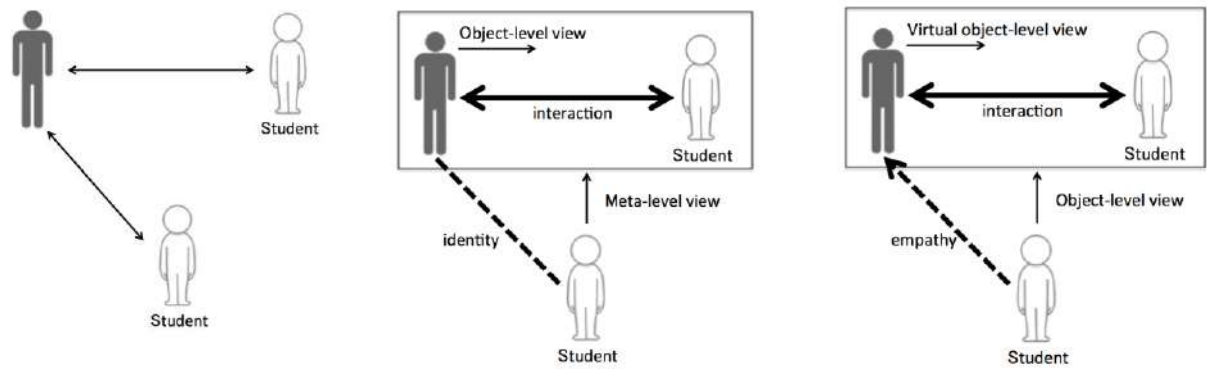 Student
Student
Object-level view
interaction
Student
Meta-level view
identity
Student
Virtual object-level view
interaction
Student
Object-level view
empathy
Student